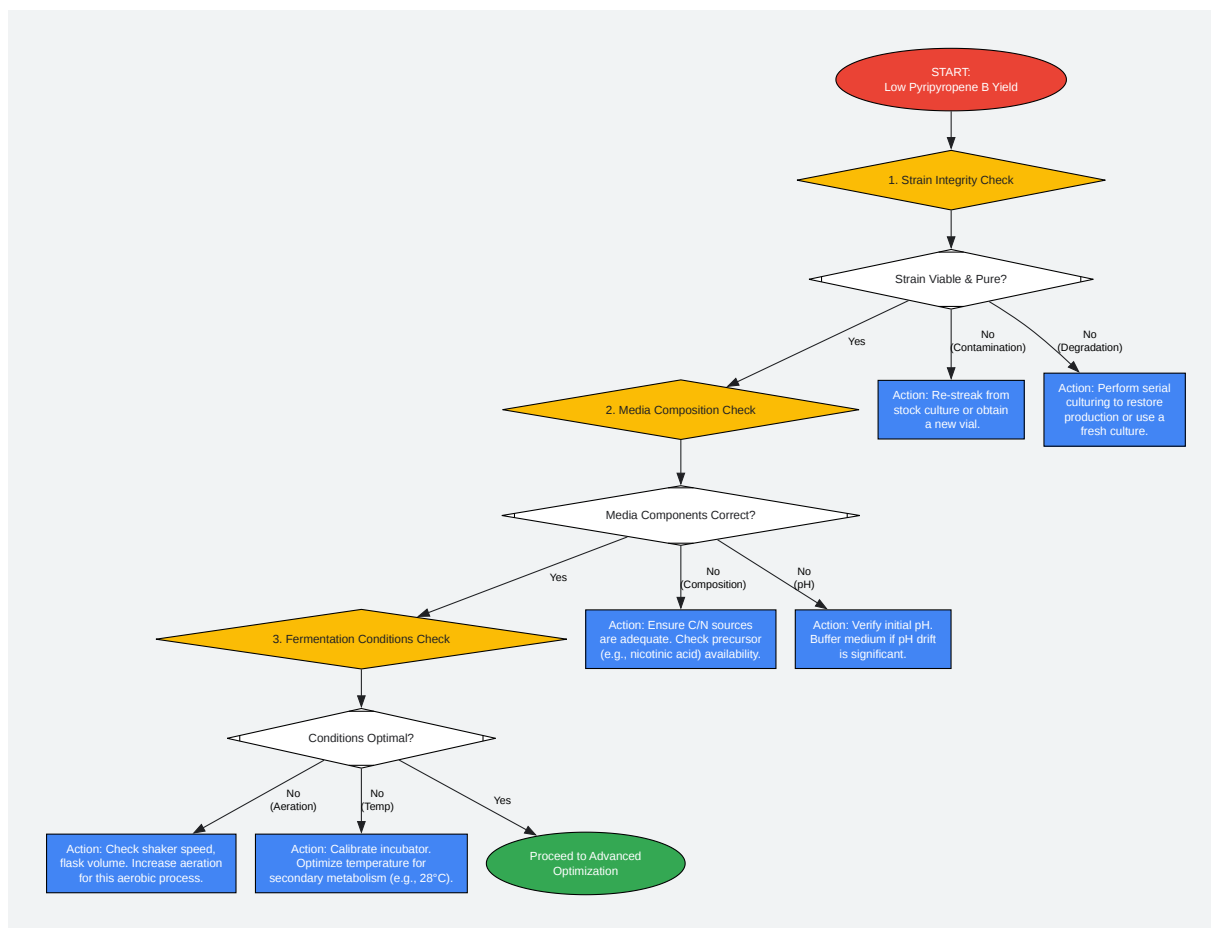 START:
Low Pyripyropene B Yield
1. Strain Integrity Check
Strain Viable & Pure?
Yes
No
(Contamination)
No
(Degradation)
2. Media Composition Check
Action: Re-streak from
stock culture or obtain
a new vial.
Action: Perform serial
culturing to restore
production or use a
fresh culture.
Media Components Correct?
Yes
No
(Composition)
No
(pH)
3. Fermentation Conditions Check
Action: Ensure C/N sources
are adequate. Check precursor
(e.g., nicotinic acid) availability.
Action: Verify initial pH.
Buffer medium if pH drift
is significant.
Conditions Optimal?
No
(Aeration)
No
(Temp)
Yes
Action: Check shaker speed,
flask volume. Increase aeration
for this aerobic process.
Action: Calibrate incubator.
Optimize temperature for
secondary metabolism (e.g., 28°C).
Proceed to Advanced
Optimization